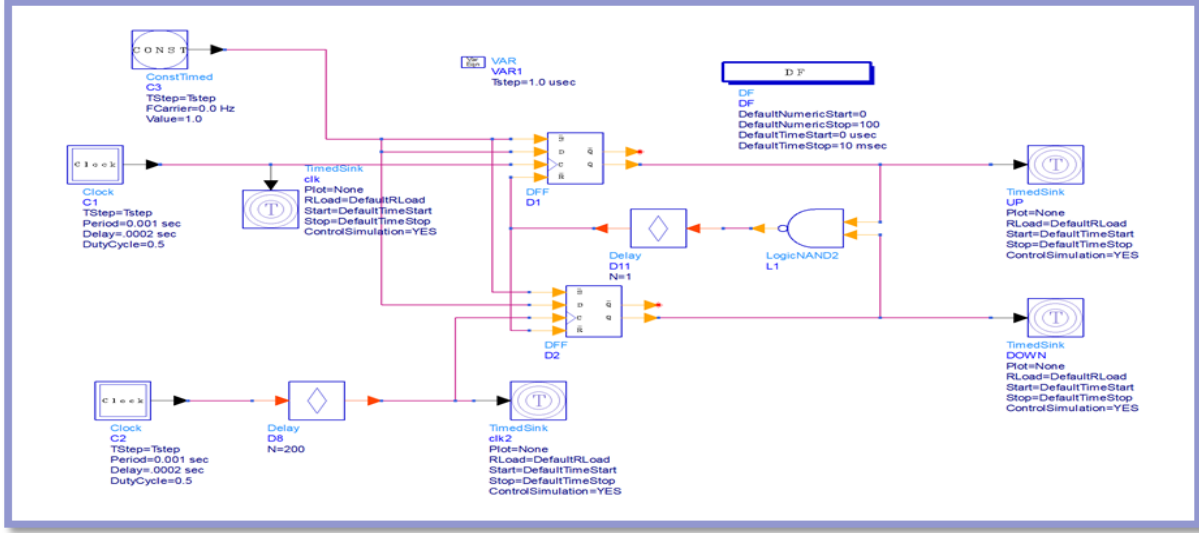 CONST
ConstTimed
C3
TStep=Tstep
FCarrier=0.0 Hz
Value=1.0
Var
Eqn
VAR
VAR1
Tstep=1.0 usec
DF
DF
DF
DefaultNumericStart=0
DefaultNumericStop=100
DefaultTimeStart=0 usec
DefaultTimeStop=10 msec
Clock
Clock
C1
TStep=Tstep
Period=0.001 sec
Delay=.0002 sec
DutyCycle=0.5
T
TimedSink
clk
Plot=None
RLoad=DefaultRLoad
Start=DefaultTimeStart
Stop=DefaultTimeStop
ControlSimulation=YES
S
D Q
C Q
R
DFF
D1
T
TimedSink
UP
Plot=None
RLoad=DefaultRLoad
Start=DefaultTimeStart
Stop=DefaultTimeStop
ControlSimulation=YES
Delay
D11
N=1
LogicNAND2
L1
S
D Q
C Q
R
DFF
D2
T
TimedSink
DOWN
Plot=None
RLoad=DefaultRLoad
Start=DefaultTimeStart
Stop=DefaultTimeStop
ControlSimulation=YES
Clock
Clock
C2
TStep=Tstep
Period=0.001 sec
Delay=.0002 sec
DutyCycle=0.5
Delay
D8
N=200
T
TimedSink
clk2
Plot=None
RLoad=DefaultRLoad
Start=DefaultTimeStart
Stop=DefaultTimeStop
ControlSimulation=YES